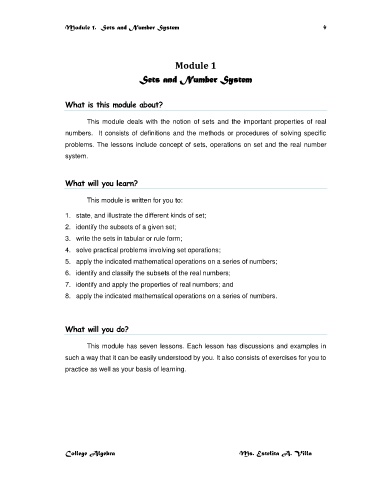 Module 1. Sets and Number System
Module 1
Sets and Number System
What is this module about?
This module deals with the notion of sets and the important properties of real
numbers. It consists of definitions and the methods or procedures of solving specific
problems. The lessons include concept of sets, operations on set and the real number
system.
What will you learn?
This module is written for you to:
1. state, and illustrate the different kinds of set;
2. identify the subsets of a given set;
3. write the sets in tabular or rule form;
4. solve practical problems involving set operations;
5. apply the indicated mathematical operations on a series of numbers;
6. identify and classify the subsets of the real numbers;
7. identify and apply the properties of real numbers; and
8. apply the indicated mathematical operations on a series of numbers.
What will you do?
This module has seven lessons. Each lesson has discussions and examples in
such a way that it can be easily understood by you. It also consists of exercises for you to
practice as well as your basis of learning.
College Algebra Ms. Estelita A. Villa